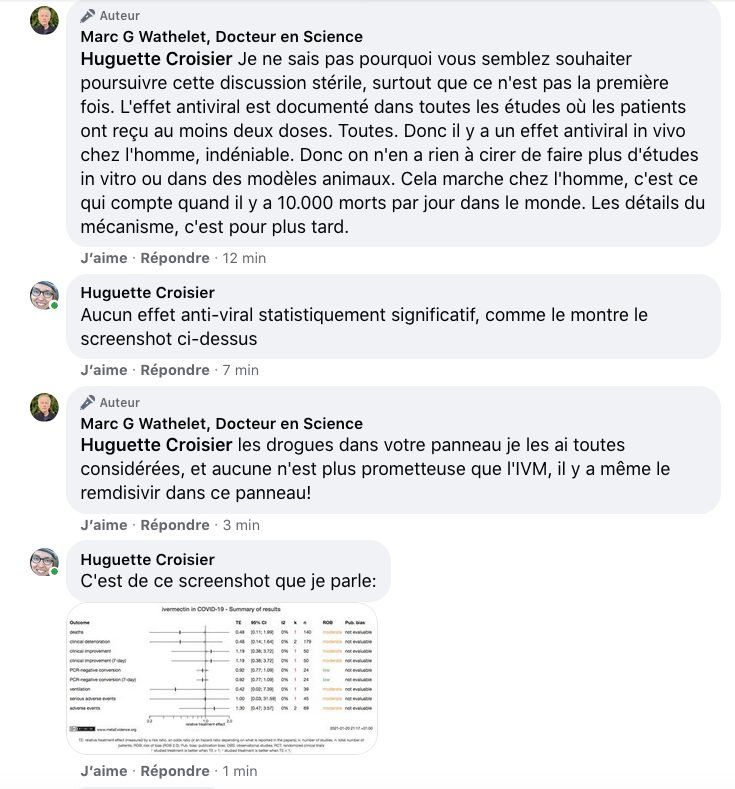 Auteur
Marc G Wathelet, Docteur en Science
Huguette Croisier Je ne sais pas pourquoi vous semblez souhaiter
poursuivre cette discussion stérile, surtout que ce n'est pas la première
fois. L'effet antiviral est documenté dans toutes les études où les patients
ont reçu au moins deux doses. Toutes. Donc il y a un effet antiviral in vivo
chez l'homme, indéniable. Donc on n'en a rien à cirer de faire plus d'études
in vitro ou dans des modèles animaux. Cela marche chez l'homme, c'est ce
qui compte quand il y a 10.000 morts par jour dans le monde. Les détails du
mécanisme, c'est pour plus tard.
J'aime · Répondre · 12 min
Huguette Croisier
Aucun effet anti-viral statistiquement significatif, comme le montre le
screenshot ci-dessus
J'aime · Répondre · 7 min
Auteur
Marc G Wathelet, Docteur en Science
Huguette Croisier les drogues dans votre panneau je les ai toutes
considérées, et aucune n'est plus prometteuse que l'IVM, il y a même le
remdisivir dans ce panneau!
J'aime · Répondre · 3 min
Huguette Croisier
C'est de ce screenshot que je parle:
ivermectin in COVID-19 - Summary of results
Outcome TE 95% CI I2 k n ROB Pub. bias
deaths 0.48 [0.11; 1.99] 0% 1 140 moderate not evaluable
clinical deterioration 0.48 [0.14; 1.64] 0% 2 179 moderate not evaluable
clinical improvement 1.18 [0.38; 3.72] 0% 1 50 moderate not evaluable
clinical improvement (7-day) 1.18 [0.38; 3.72] 0% 1 50 moderate not evaluable
PCR-negative conversion 0.92 [0.77; 1.09] 0% 1 24 low not evaluable
PCR-negative conversion (7-day) 0.92 [0.77; 1.09] 0% 1 24 low not evaluable
ventilation 0.42 [0.02; 7.39] 0% 1 39 moderate not evaluable
serious adverse events 1.00 [0.03; 31.58] 0% 1 45 moderate not evaluable
adverse events 1.30 [0.47; 3.57] 0% 2 69 moderate not evaluable
relative treatment effect
www.metaEvidence.org
J'aime · Répondre · 1 min